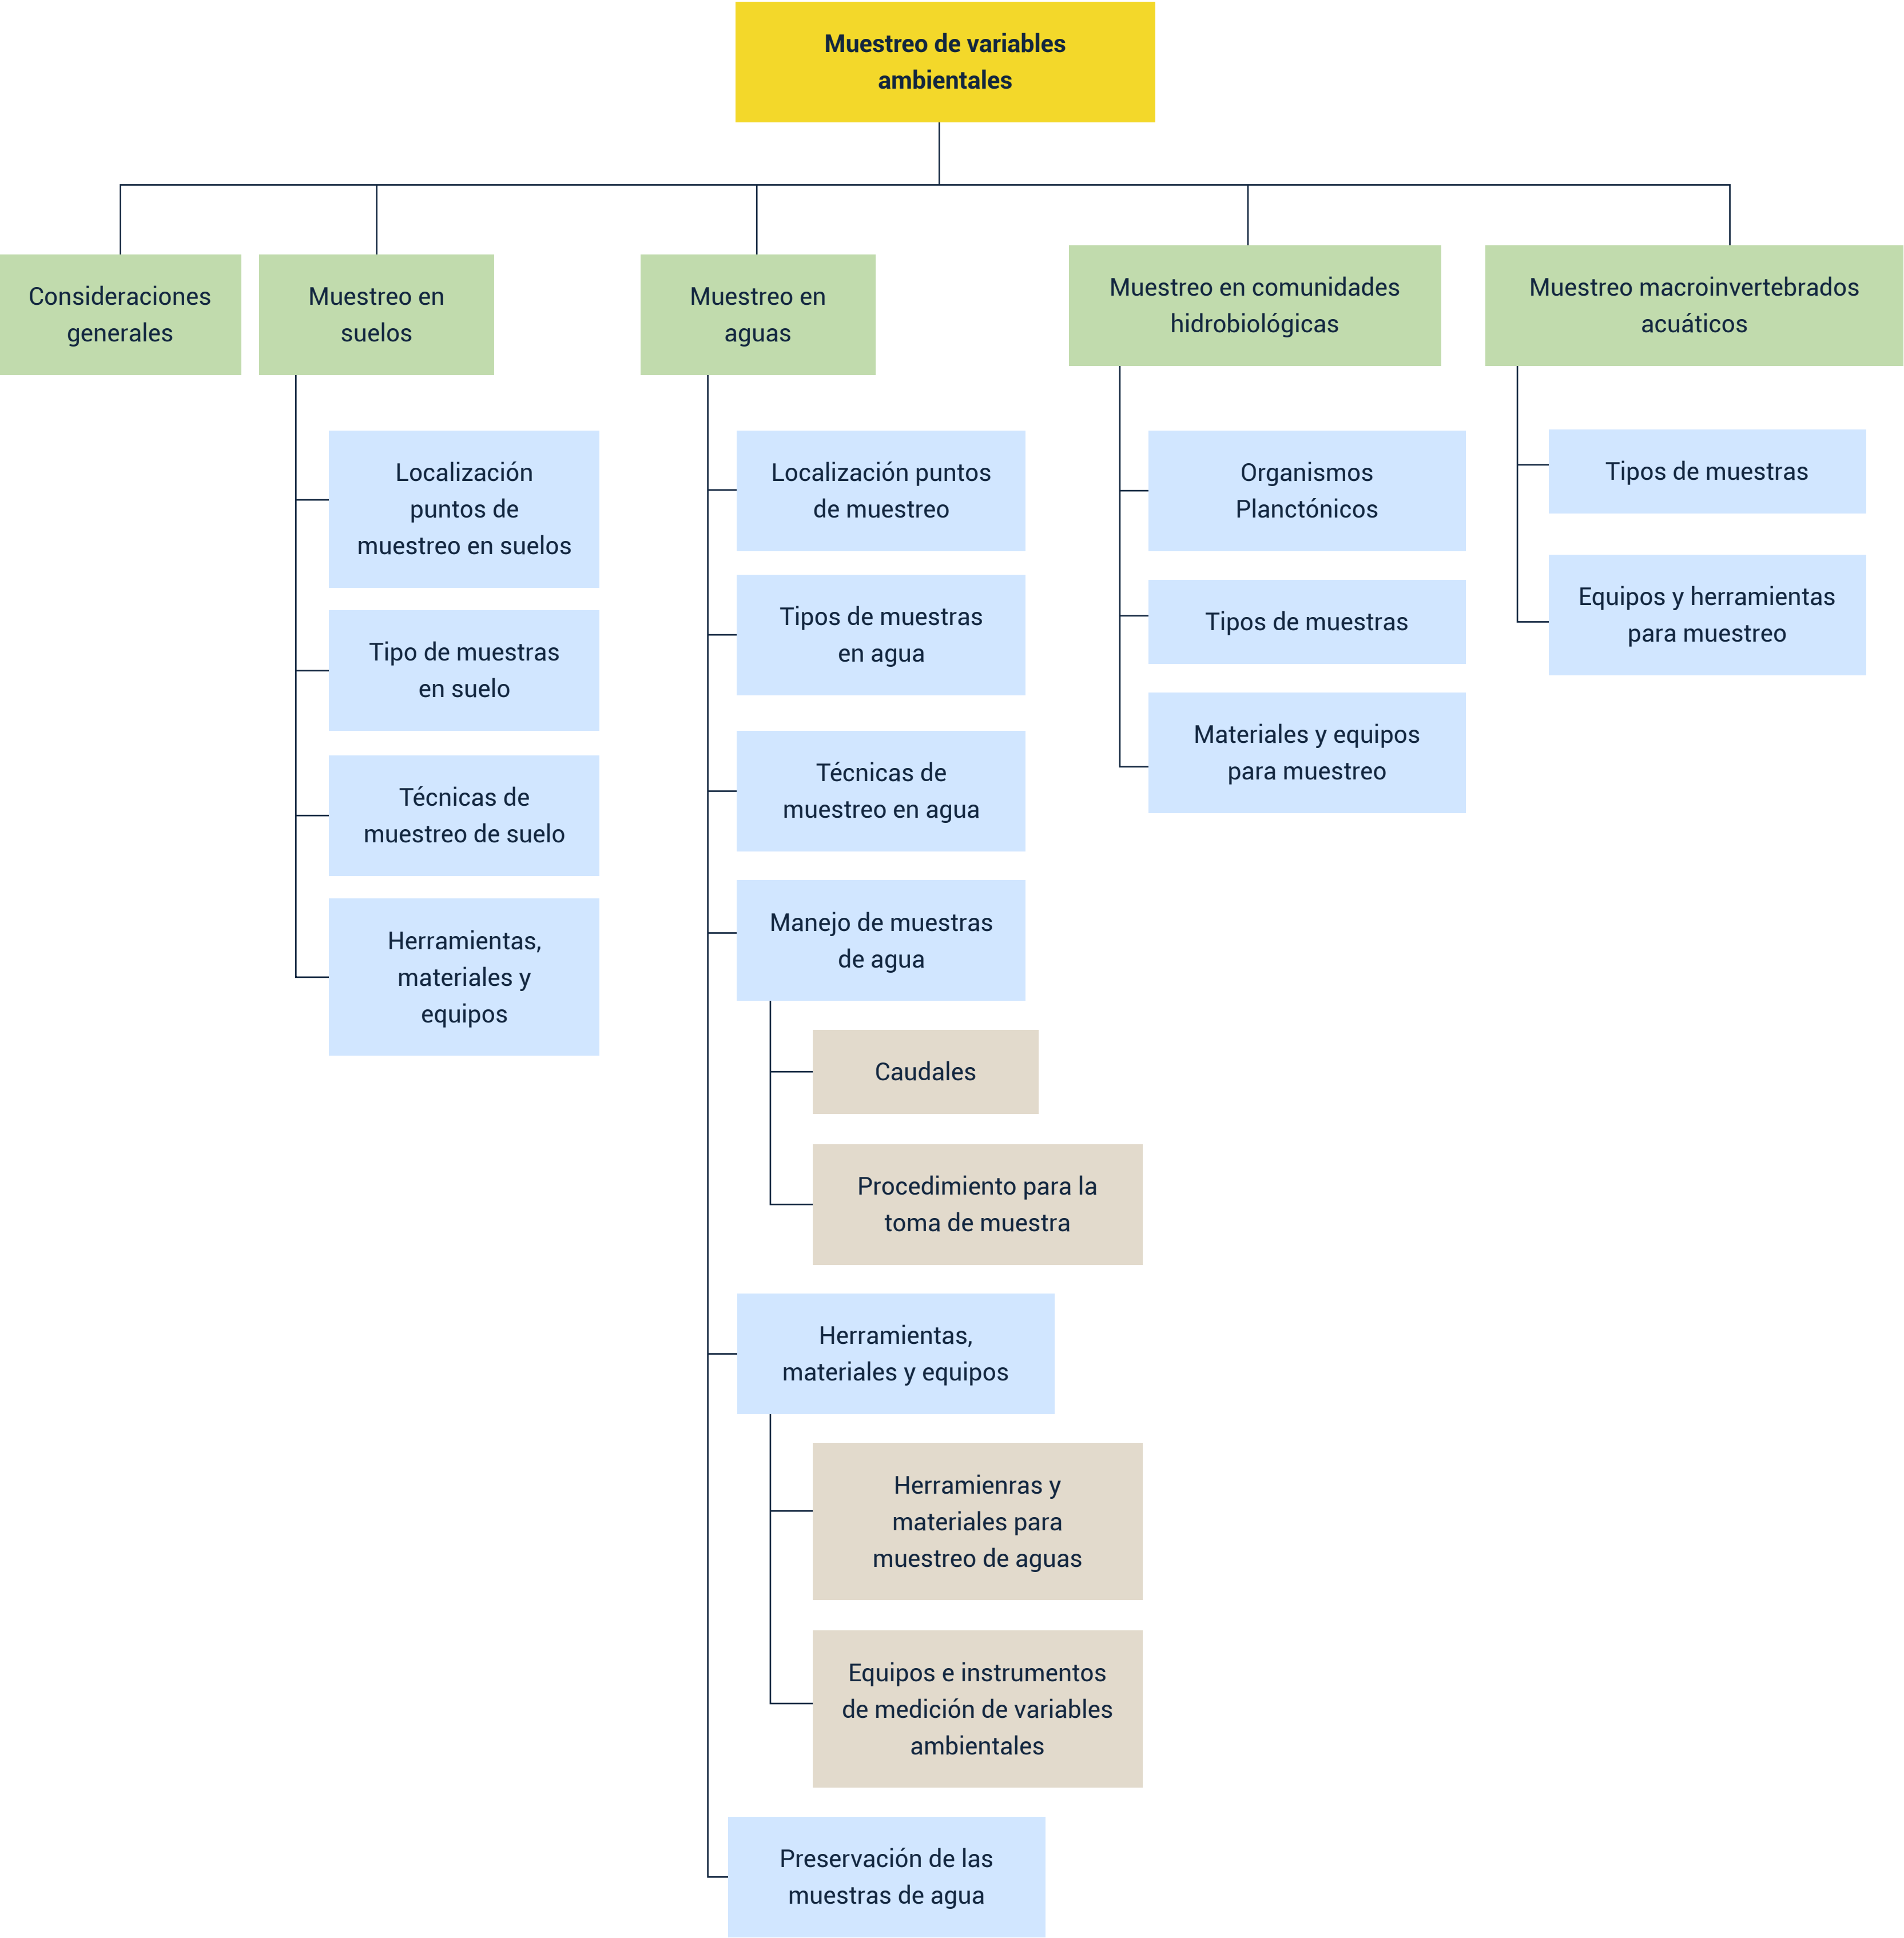 Muestreo de variables
ambientales
Consideraciones
generales
Muestreo en
suelos
Localización
puntos de
muestreo en suelos
Tipo de muestras
en suelo
Técnicas de
muestreo de suelo
Herramientas,
materiales y
equipos
Muestreo en
aguas
Localización puntos
de muestreo
Tipos de muestras
en agua
Técnicas de
muestreo en agua
Manejo de muestras
de agua
Caudales
Procedimiento para la
toma de muestra
Herramientas,
materiales y equipos
Herramienras y
materiales para
muestreo de aguas
Equipos e instrumentos
de medición de variables
ambientales
Preservación de las
muestras de agua
Muestreo en comunidades
hidrobiológicas
Organismos
Planctónicos
Tipos de muestras
Materiales y equipos
para muestreo
Muestreo macroinvertebrados
acuáticos
Tipos de muestras
Equipos y herramientas
para muestreo